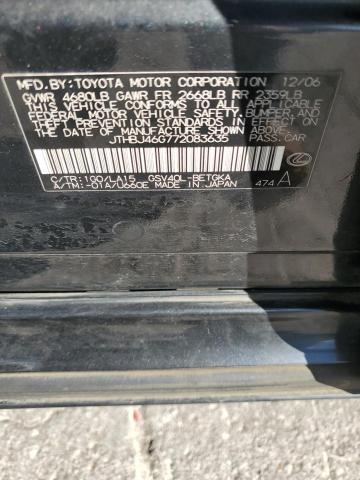 MFD.BY:TOYOTA MOTOR CORPORATION 12/06
GVWR 4680LB GAWR FR 2668LB RR 2359LB
THIS VEHICLE CONFORMS TO ALL APPLICABLE
FEDERAL MOTOR VEHICLE SAFETY, BUMPER, AND
THEFT PREVENTION STANDARDS IN EFFECT ON
THE DATE OF MANUFACTURE SHOWN ABOVE.
JTHBJ46G772083635 PASS.CAR
C/TR:1G0/LA15 GSV40L-BETGKA
A/TM:-01A/U660E MADE IN JAPAN 474 A